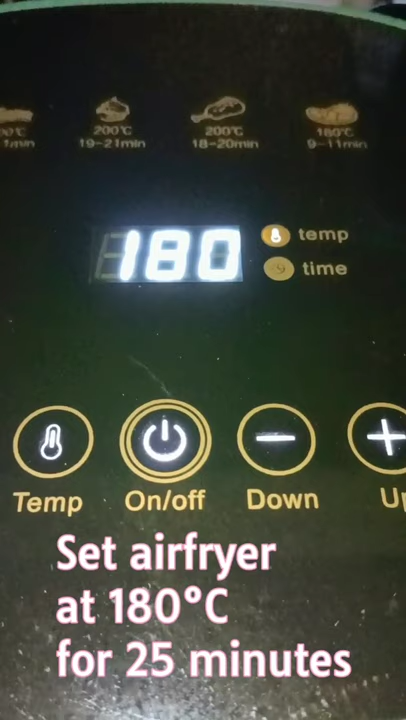 200℃ 200℃ 180℃
19-21min 18-20min 9-11min
180 temp
time
Temp On/off Down
Set airfryer
at 180°C
for 25 minutes